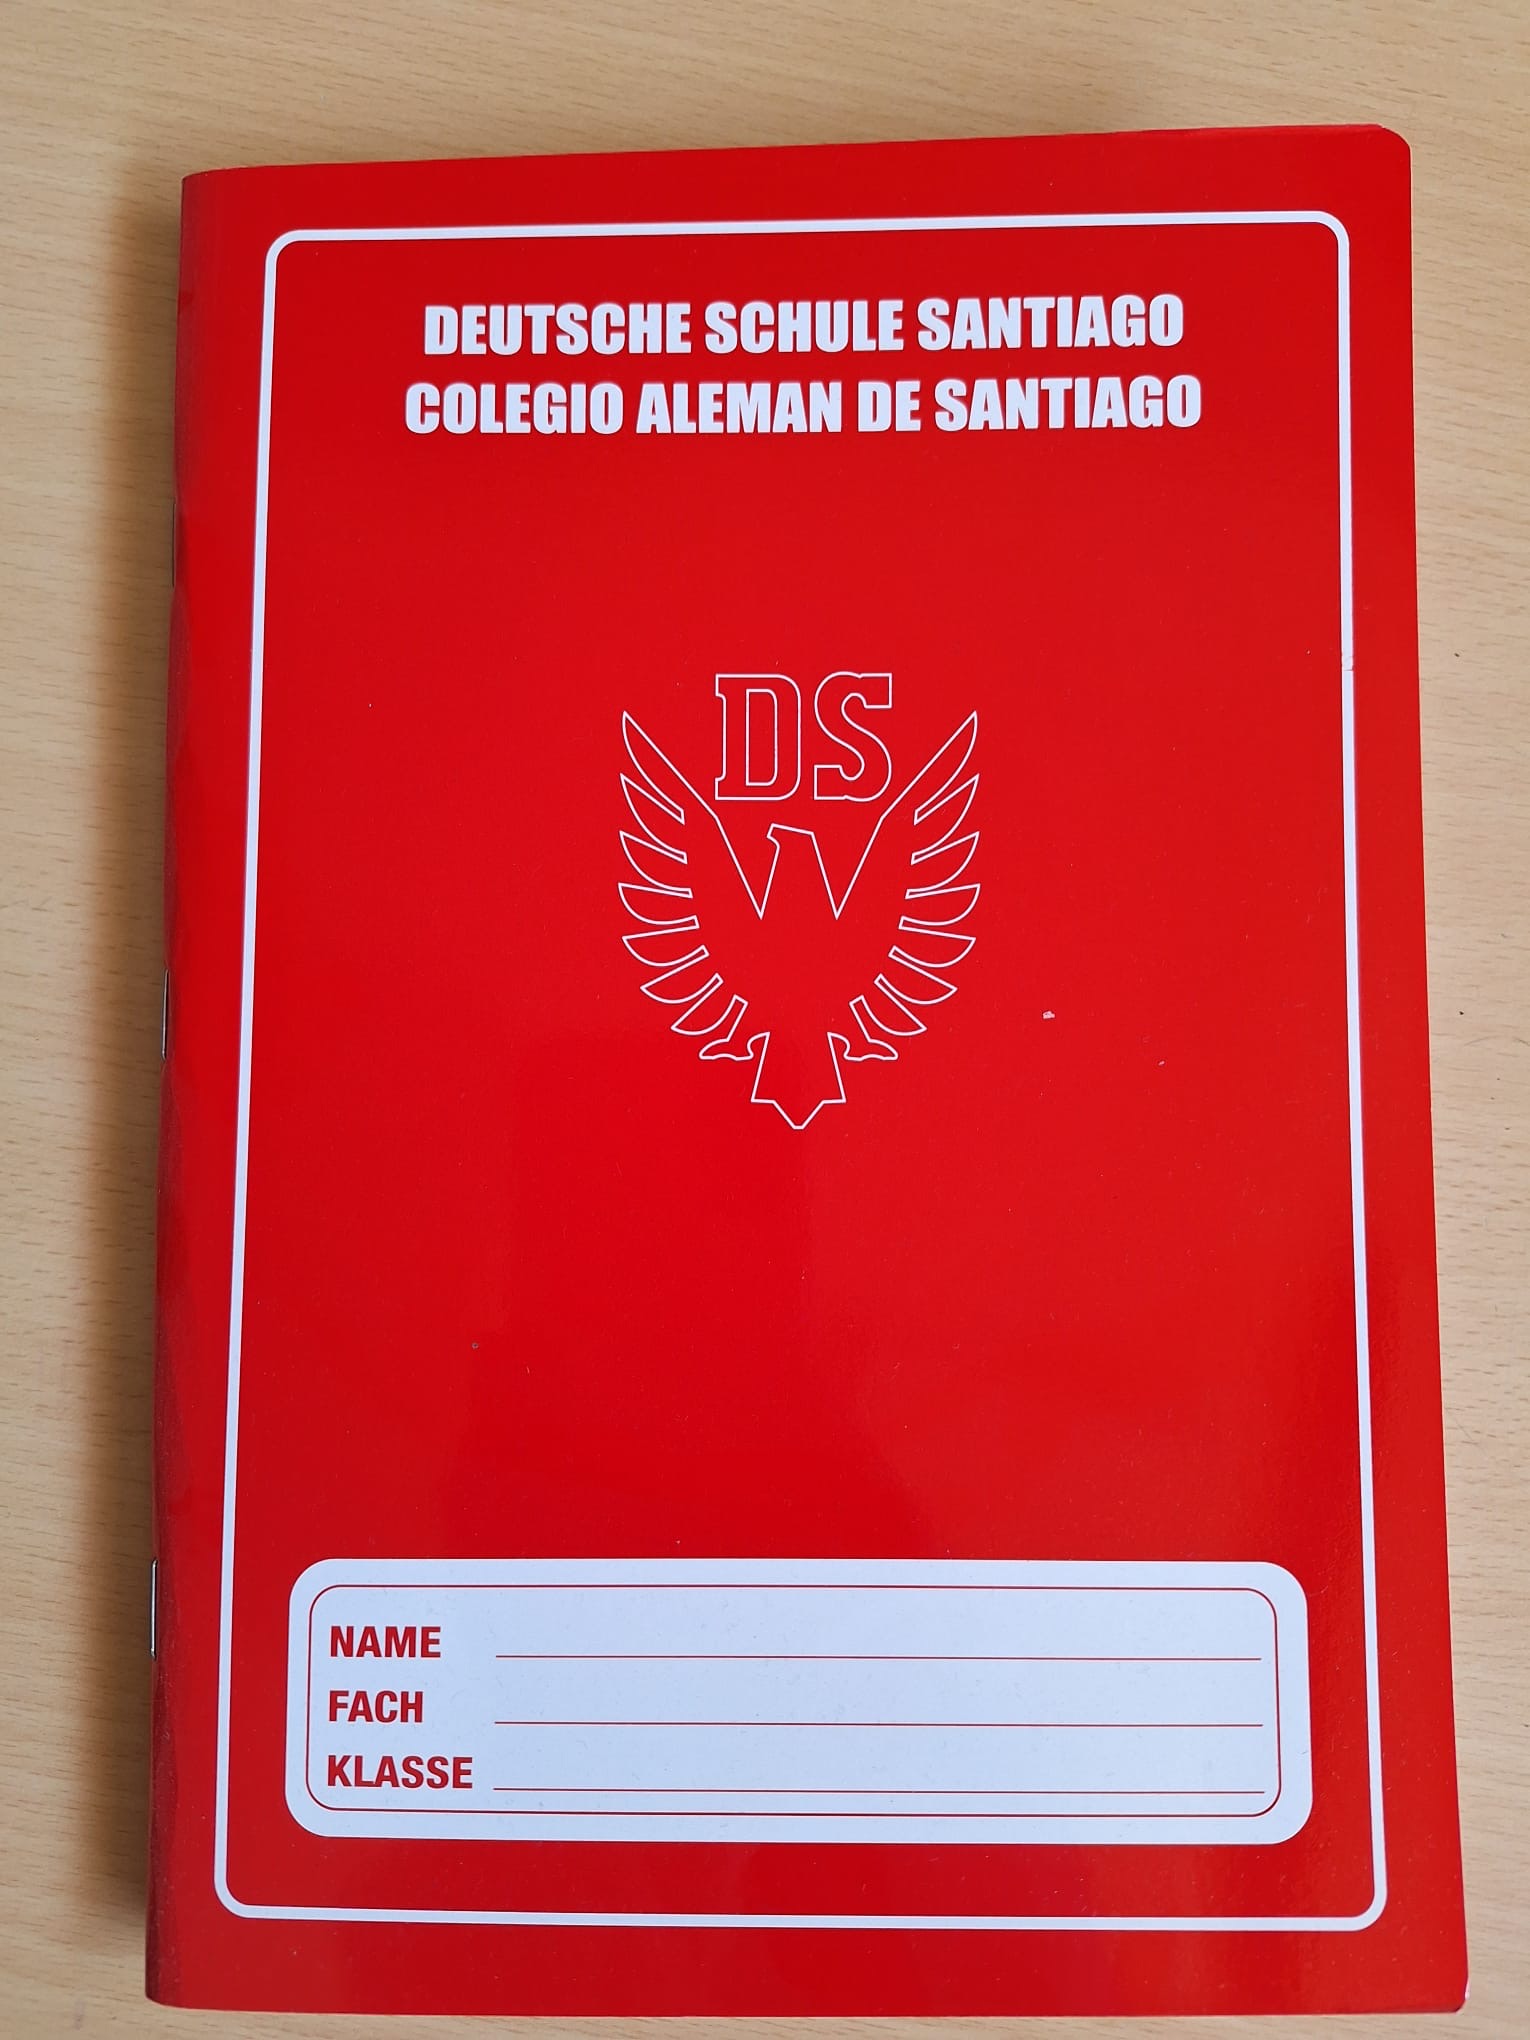 DEUTSCHE SCHULE SANTIAGO
COLEGIO ALEMAN DE SANTIAGO
DS
NAME
FACH
KLASSE